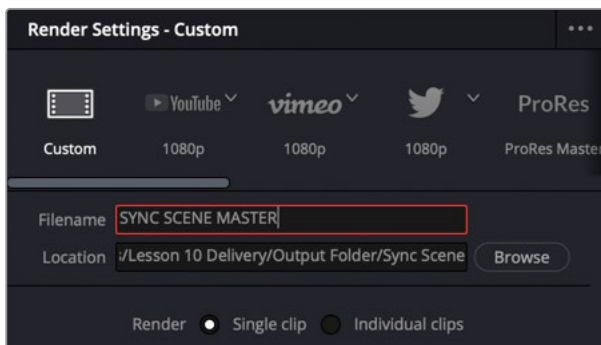 Render Settings - Custom
YouTube vimeo ProRes
Custom 1080p 1080p 1080p ProRes Master
Filename SYNC SCENE MASTER
Location :/Lesson 10 Delivery/Output Folder/Sync Scene Browse
Render Single clip Individual clips